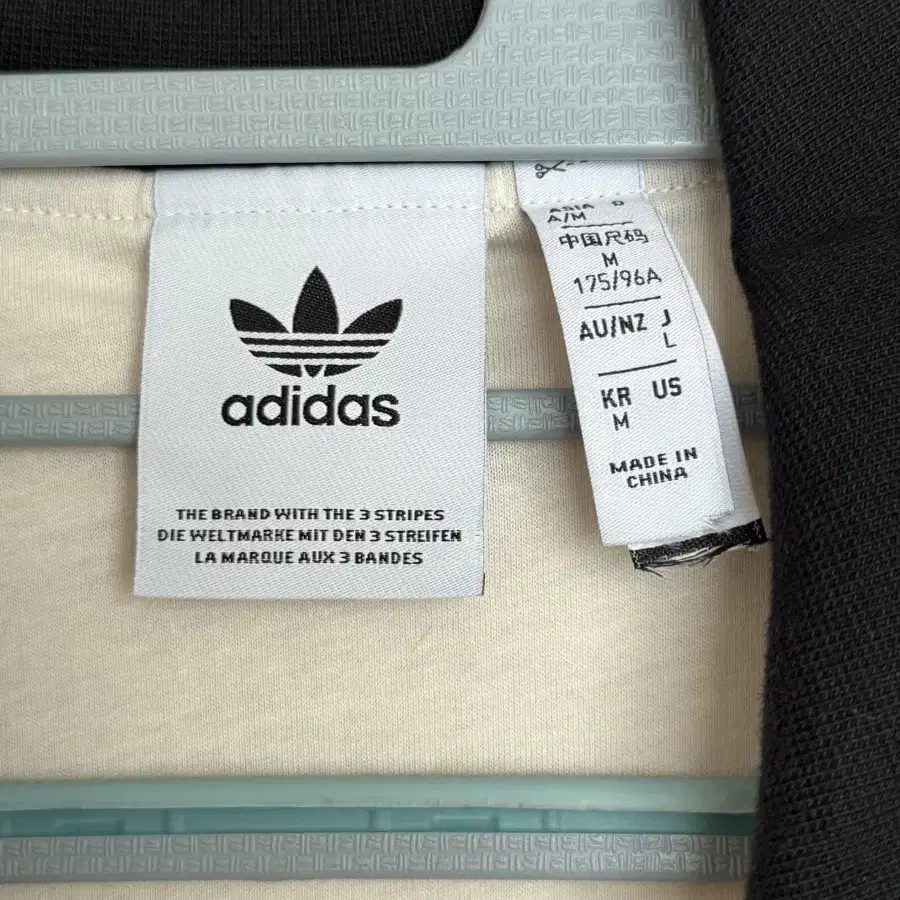 adidas
THE BRAND WITH THE 3 STRIPES
DIE WELTMARKE MIT DEN 3 STREIFEN
LA MARQUE AUX 3 BANDES
ASIA D
A/M
中国尺码
M
175/96A
AU/NZ J
L
KR US
M
MADE IN
CHINA